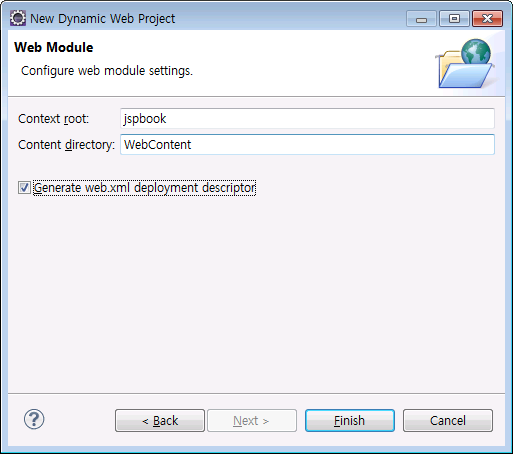 New Dynamic Web Project
Web Module
Configure web module settings.
Context root: jspbook
Content directory: WebContent
Generate web.xml deployment descriptor
? < Back Next > Finish Cancel